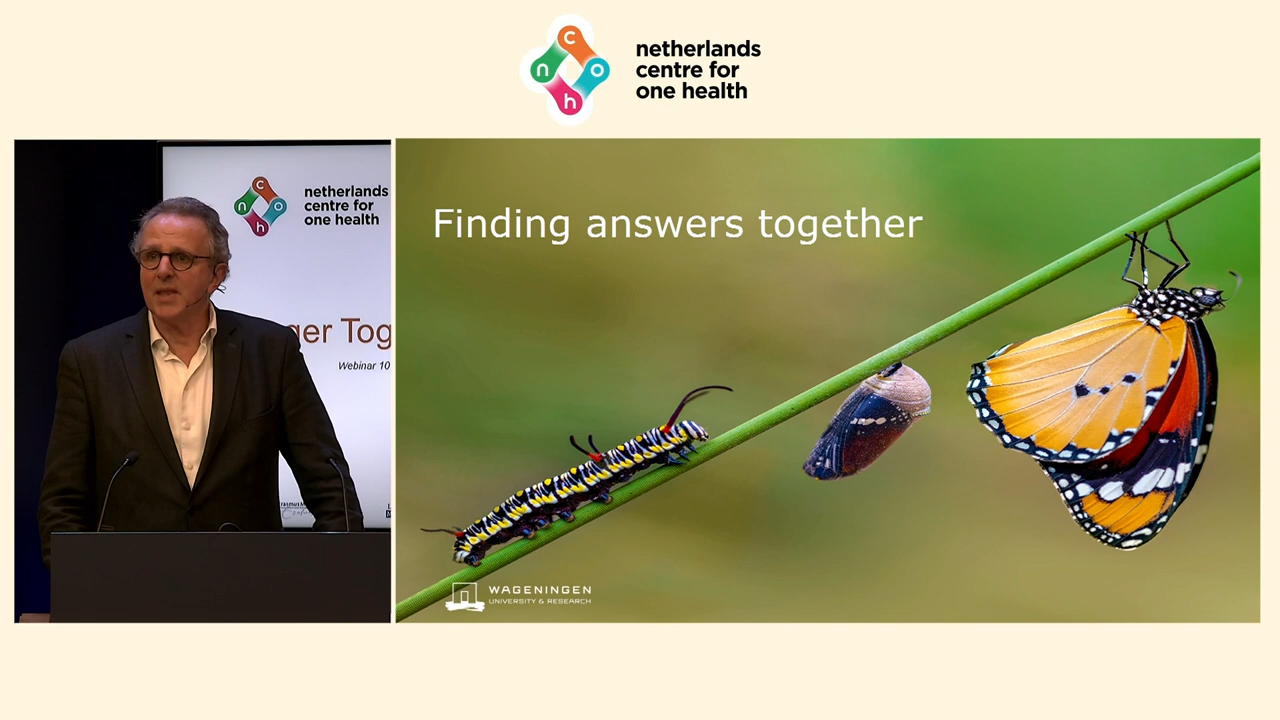 c
n o
h
netherlands
centre for
one health
c
n o
h
netherlands
centre for
one health
ger Tog
Webinar 10
Finding answers together
WAGENINGEN
UNIVERSITY & RESEARCH